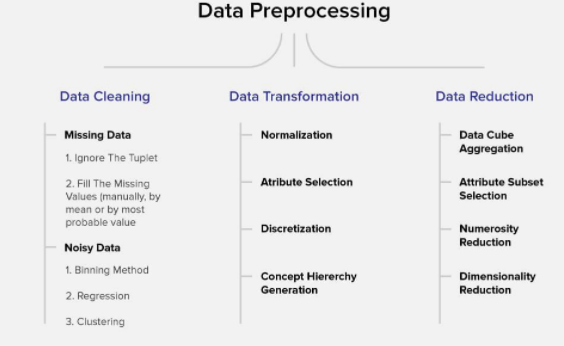 Data Preprocessing
Data Cleaning
Missing Data
1. Ignore The Tuplet
2. Fill The Missing
Values (manually, by
mean or by most
probable value
Noisy Data
1. Binning Method
2. Regression
3. Clustering
Data Transformation
Normalization
Atribute Selection
Discretization
Concept Hiererchy
Generation
Data Reduction
Data Cube
Aggregation
Attribute Subset
Selection
Numerosity
Reduction
Dimensionality
Reduction